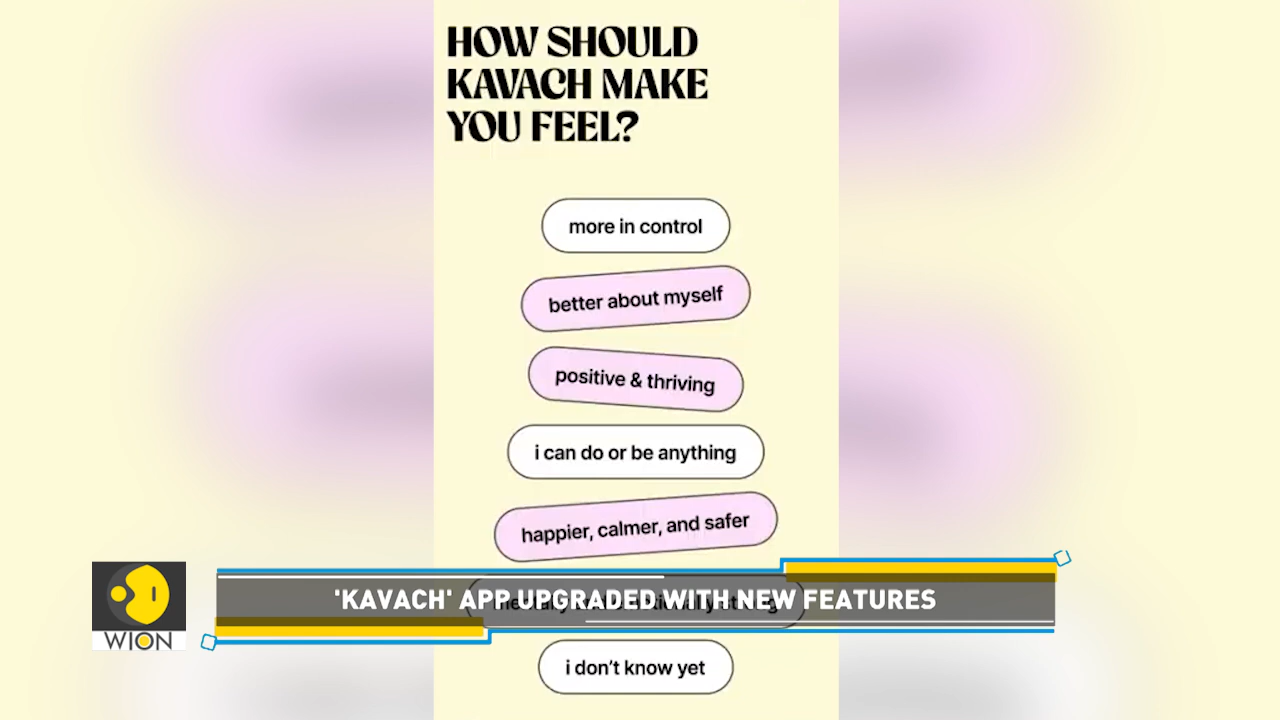 HOW SHOULD
KAVACH MAKE
YOU FEEL?
more in control
better about myself
positive & thriving
i can do or be anything
happier, calmer, and safer
'KAVACH' APP UPGRADED WITH NEW FEATURES
WION
i don't know yet